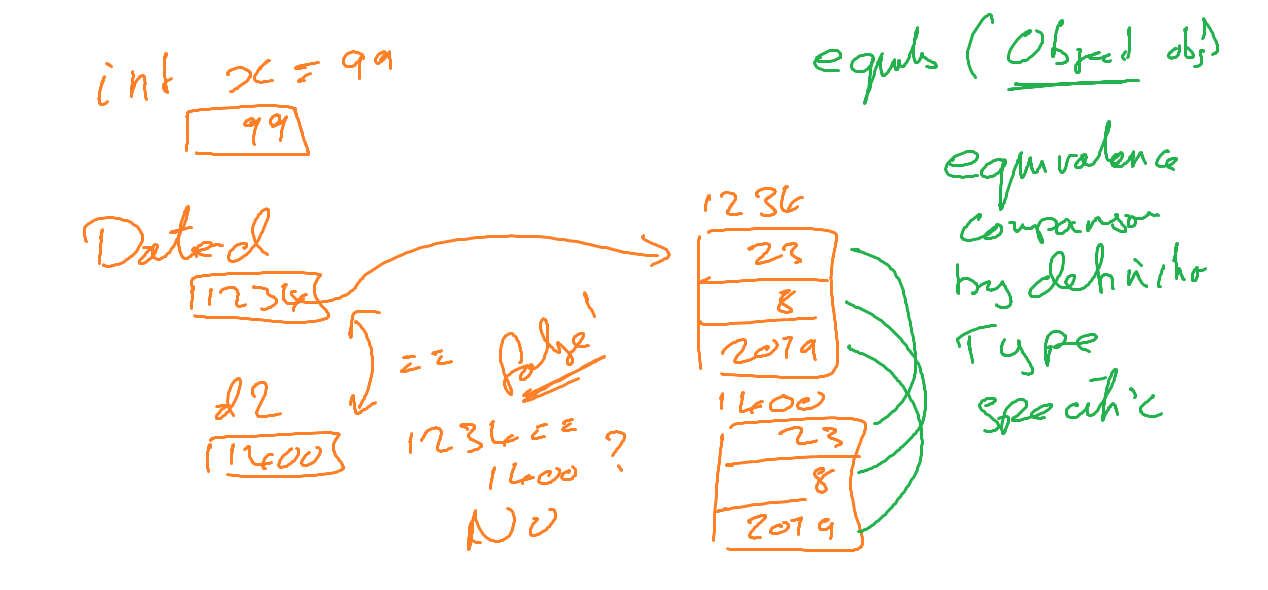 int x = 99
99
Date d
1234
d2
1400
== false!
1234 ==
1400 ?
NO
1234
23
8
2019
1400
23
8
2019
equals (Object obj)
equivalence
comparison
by definition
Type
specific